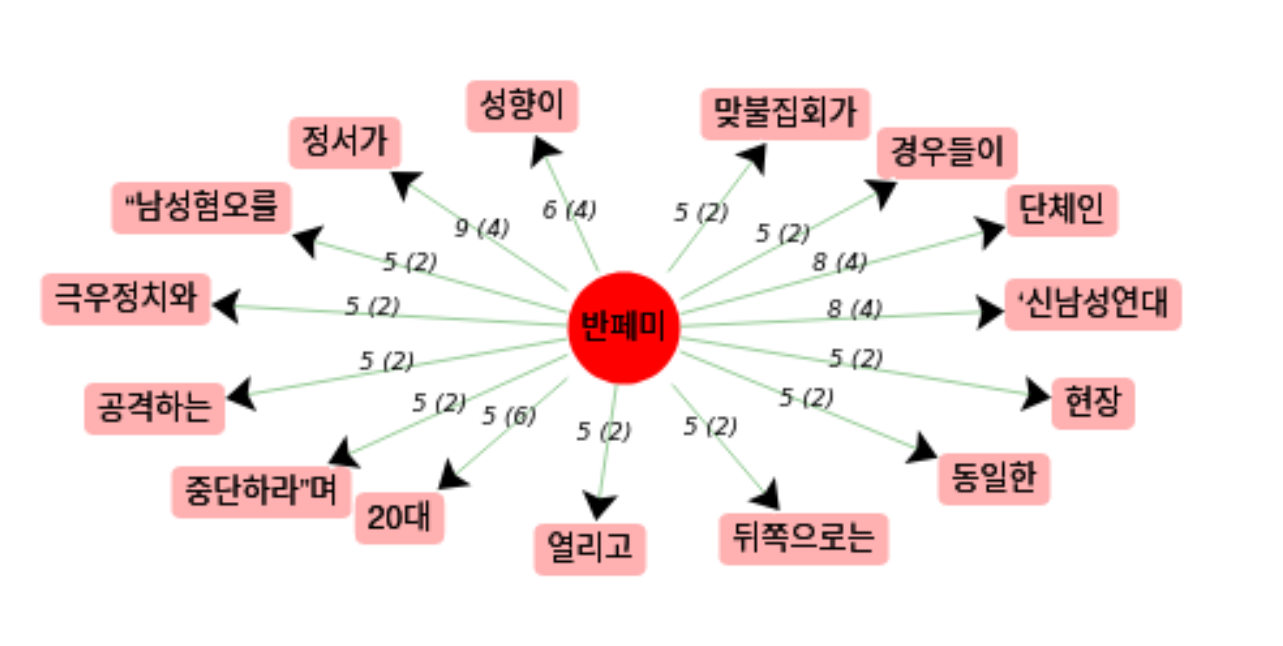 성향이
맞불집회가
정서가
경우들이
“남성혐오를
단체인
6 (4)
5 (2)
9 (4)
5 (2)
5 (2)
8 (4)
극우정치와
5 (2)
반페미
8 (4)
‘신남성연대
5 (2)
5 (2)
공격하는
5 (2)
5 (6)
5 (2)
5 (2)
5 (2)
현장
중단하라”며
20대
동일한
열리고
뒤쪽으로는